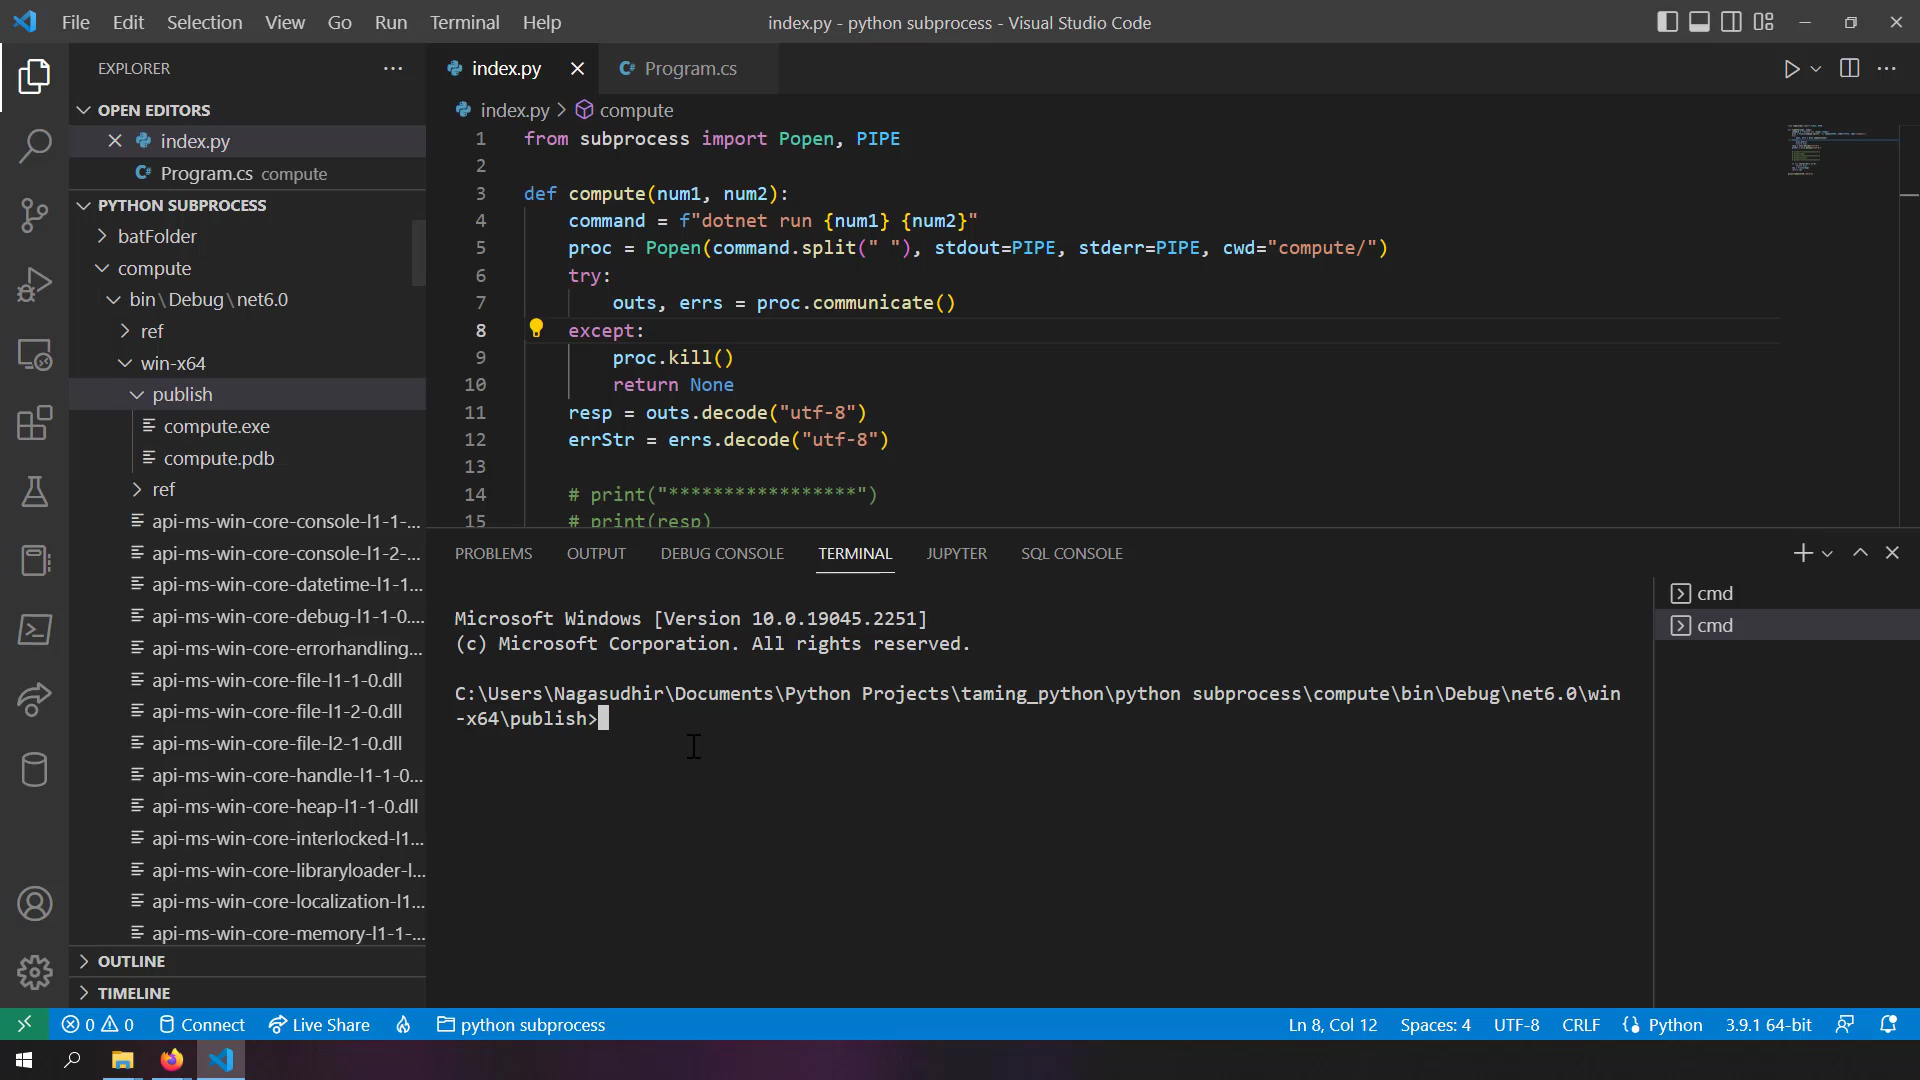 File Edit Selection View Go Run Terminal Help
index.py - python subprocess - Visual Studio Code
EXPLORER
OPEN EDITORS
index.py
Program.cs compute
PYTHON SUBPROCESS
batFolder
compute
bin\Debug\net6.0
ref
win-x64
publish
compute.exe
compute.pdb
ref
api-ms-win-core-console-l1-1-...
api-ms-win-core-console-l1-2-...
api-ms-win-core-datetime-l1-1...
api-ms-win-core-debug-l1-1-0....
api-ms-win-core-errorhandling...
api-ms-win-core-file-l1-1-0.dll
api-ms-win-core-file-l1-2-0.dll
api-ms-win-core-file-l2-1-0.dll
api-ms-win-core-handle-l1-1-0...
api-ms-win-core-heap-l1-1-0.dll
api-ms-win-core-interlocked-l1...
api-ms-win-core-libraryloader-l...
api-ms-win-core-localization-l1...
api-ms-win-core-memory-l1-1-...
OUTLINE
TIMELINE
index.py
Program.cs
index.py > compute
1 from subprocess import Popen, PIPE
2
3 def compute(num1, num2):
4 command = f"dotnet run {num1} {num2}"
5 proc = Popen(command.split(" "), stdout=PIPE, stderr=PIPE, cwd="compute/")
6 try:
7 outs, errs = proc.communicate()
8 except:
9 proc.kill()
10 return None
11 resp = outs.decode("utf-8")
12 errStr = errs.decode("utf-8")
13
14 # print("*****************")
15 # print(resp)
PROBLEMS OUTPUT DEBUG CONSOLE TERMINAL JUPYTER SQL CONSOLE
Microsoft Windows [Version 10.0.19045.2251]
(c) Microsoft Corporation. All rights reserved.
C:\Users\Nagasudhir\Documents\Python Projects\taming_python\python subprocess\compute\bin\Debug\net6.0\win
-x64\publish>
cmd
cmd
0 0 Connect Live Share python subprocess
Ln 8, Col 12 Spaces: 4 UTF-8 CRLF Python 3.9.1 64-bit